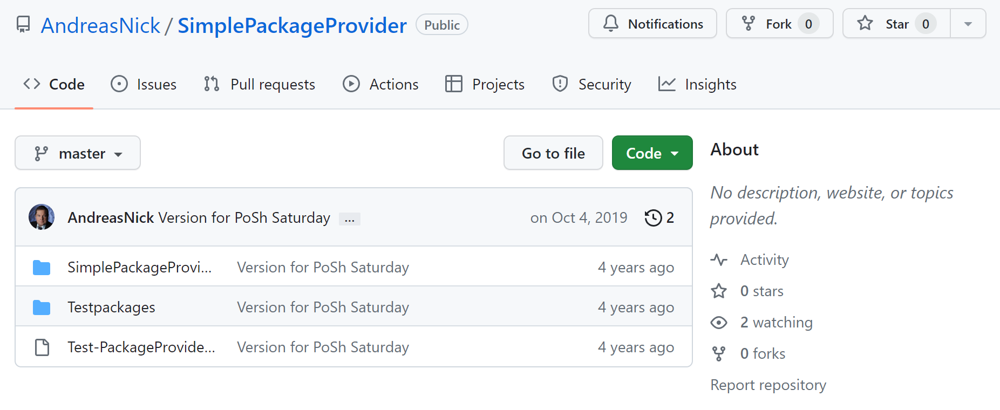 AndreasNick / SimplePackageProvider Public Notifications Fork 0 Star 0
Code Issues Pull requests Actions Projects Security Insights
master Go to file Code
AndreasNick Version for PoSh Saturday ... on Oct 4, 2019 2
SimplePackageProvi... Version for PoSh Saturday 4 years ago
Testpackages Version for PoSh Saturday 4 years ago
Test-PackageProvide... Version for PoSh Saturday 4 years ago
About
No description, website, or topics
provided.
Activity
0 stars
2 watching
0 forks
Report repository